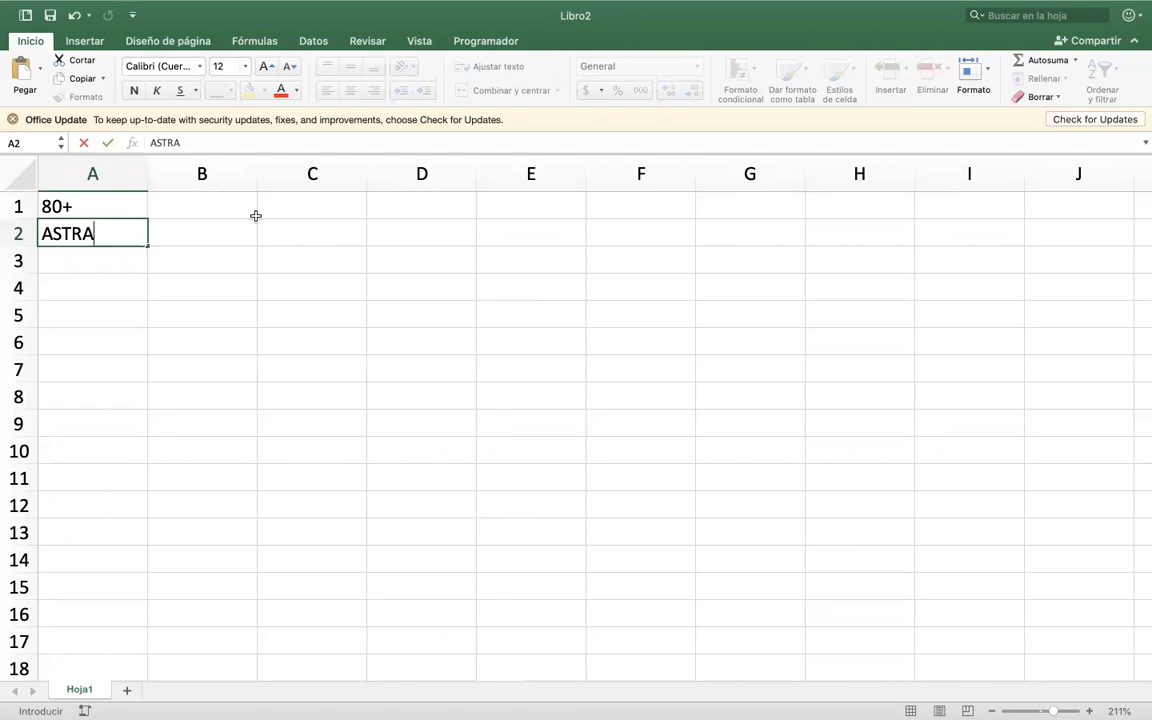 Libro2
Buscar en la hoja
Inicio Insertar Diseño de página Fórmulas Datos Revisar Vista Programador Compartir
Pegar
Cortar
Copiar
Formato
Calibri (Cuer... 12 A A
N K S A
Ajustar texto
Combinar y centrar
General
$ % 000
Formato condicional
Dar formato como tabla
Estilos de celda
Insertar
Eliminar
Formato
Autosuma
Rellenar
Borrar
Ordenar y filtrar
Office Update To keep up-to-date with security updates, fixes, and improvements, choose Check for Updates. Check for Updates
A2 fx ASTRA
A B C D E F G H I J
1 80+
2 ASTRA
3
4
5
6
7
8
9
10
11
12
13
14
15
16
17
18
Hoja1 +
Introducir 211%